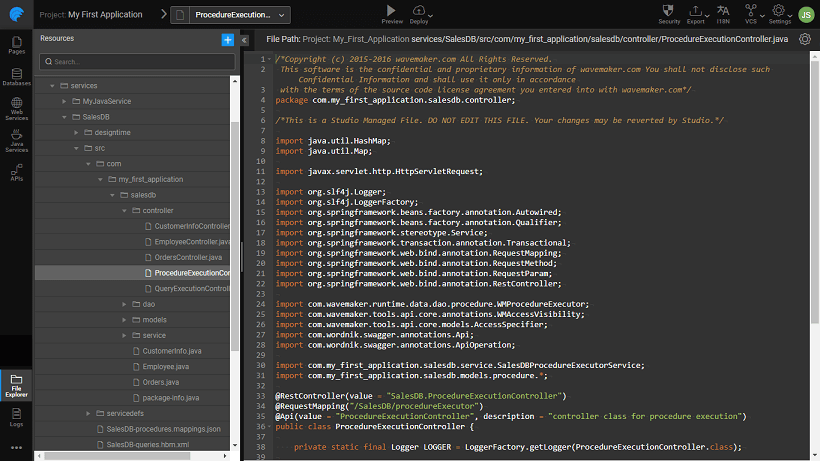 Project: My First Application
ProcedureExecution...
Preview
Deploy
Security
Export
I18N
VCS
Settings
JS
Pages
Databases
Web
Services
Java
Services
APIs
File
Explorer
Logs
Resources
Search...
services
MyJavaService
SalesDB
designtime
src
com
my_first_application
salesdb
controller
CustomerInfoController
EmployeeController.java
OrdersController.java
ProcedureExecutionCon
QueryExecutionControll
dao
models
service
CustomerInfo.java
Employee.java
Orders.java
package-info.java
servicedefs
SalesDB-procedures.mappings.json
SalesDB-queries.hbm.xml
File Path: Project: My_First_Application services/SalesDB/src/com/my_first_application/salesdb/controller/ProcedureExecutionController.java
1 /*Copyright (c) 2015-2016 wavemaker.com All Rights Reserved.
2 This software is the confidential and proprietary information of wavemaker.com You shall not disclose such
Confidential Information and shall use it only in accordance
3 with the terms of the source code license agreement you entered into with wavemaker.com*/
4 package com.my_first_application.salesdb.controller;
5
6 /*This is a Studio Managed File. DO NOT EDIT THIS FILE. Your changes may be reverted by Studio.*/
7
8 import java.util.HashMap;
9 import java.util.Map;
10
11 import javax.servlet.http.HttpServletRequest;
12
13 import org.slf4j.Logger;
14 import org.slf4j.LoggerFactory;
15 import org.springframework.beans.factory.annotation.Autowired;
16 import org.springframework.beans.factory.annotation.Qualifier;
17 import org.springframework.stereotype.Service;
18 import org.springframework.transaction.annotation.Transactional;
19 import org.springframework.web.bind.annotation.RequestMapping;
20 import org.springframework.web.bind.annotation.RequestMethod;
21 import org.springframework.web.bind.annotation.RequestParam;
22 import org.springframework.web.bind.annotation.RestController;
23
24 import com.wavemaker.runtime.data.dao.procedure.WMProcedureExecutor;
25 import com.wavemaker.tools.api.core.annotations.WMAccessVisibility;
26 import com.wavemaker.tools.api.core.models.AccessSpecifier;
27 import com.wordnik.swagger.annotations.Api;
28 import com.wordnik.swagger.annotations.ApiOperation;
29
30 import com.my_first_application.salesdb.service.SalesDBProcedureExecutorService;
31 import com.my_first_application.salesdb.models.procedure.*;
32
33 @RestController(value = "SalesDB.ProcedureExecutionController")
34 @RequestMapping("/SalesDB/procedureExecutor")
35 @Api(value = "ProcedureExecutionController", description = "controller class for procedure execution")
36 public class ProcedureExecutionController {
37
38 private static final Logger LOGGER = LoggerFactory.getLogger(ProcedureExecutionController.class);